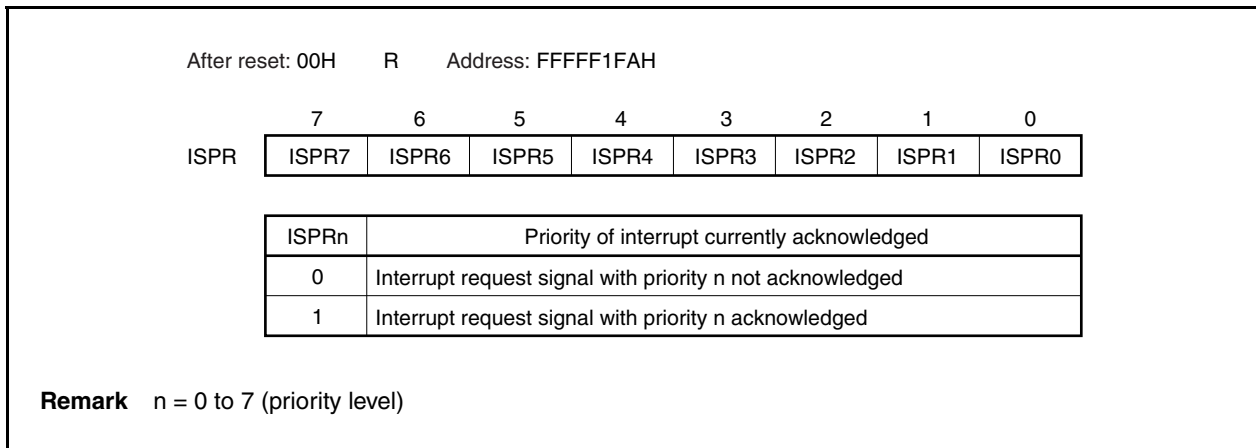 After reset: 00H R Address: FFFFF1FAH
7 6 5 4 3 2 1 0
ISPR ISPR7 ISPR6 ISPR5 ISPR4 ISPR3 ISPR2 ISPR1 ISPR0
ISPRn Priority of interrupt currently acknowledged
0 Interrupt request signal with priority n not acknowledged
1 Interrupt request signal with priority n acknowledged
Remark n = 0 to 7 (priority level)